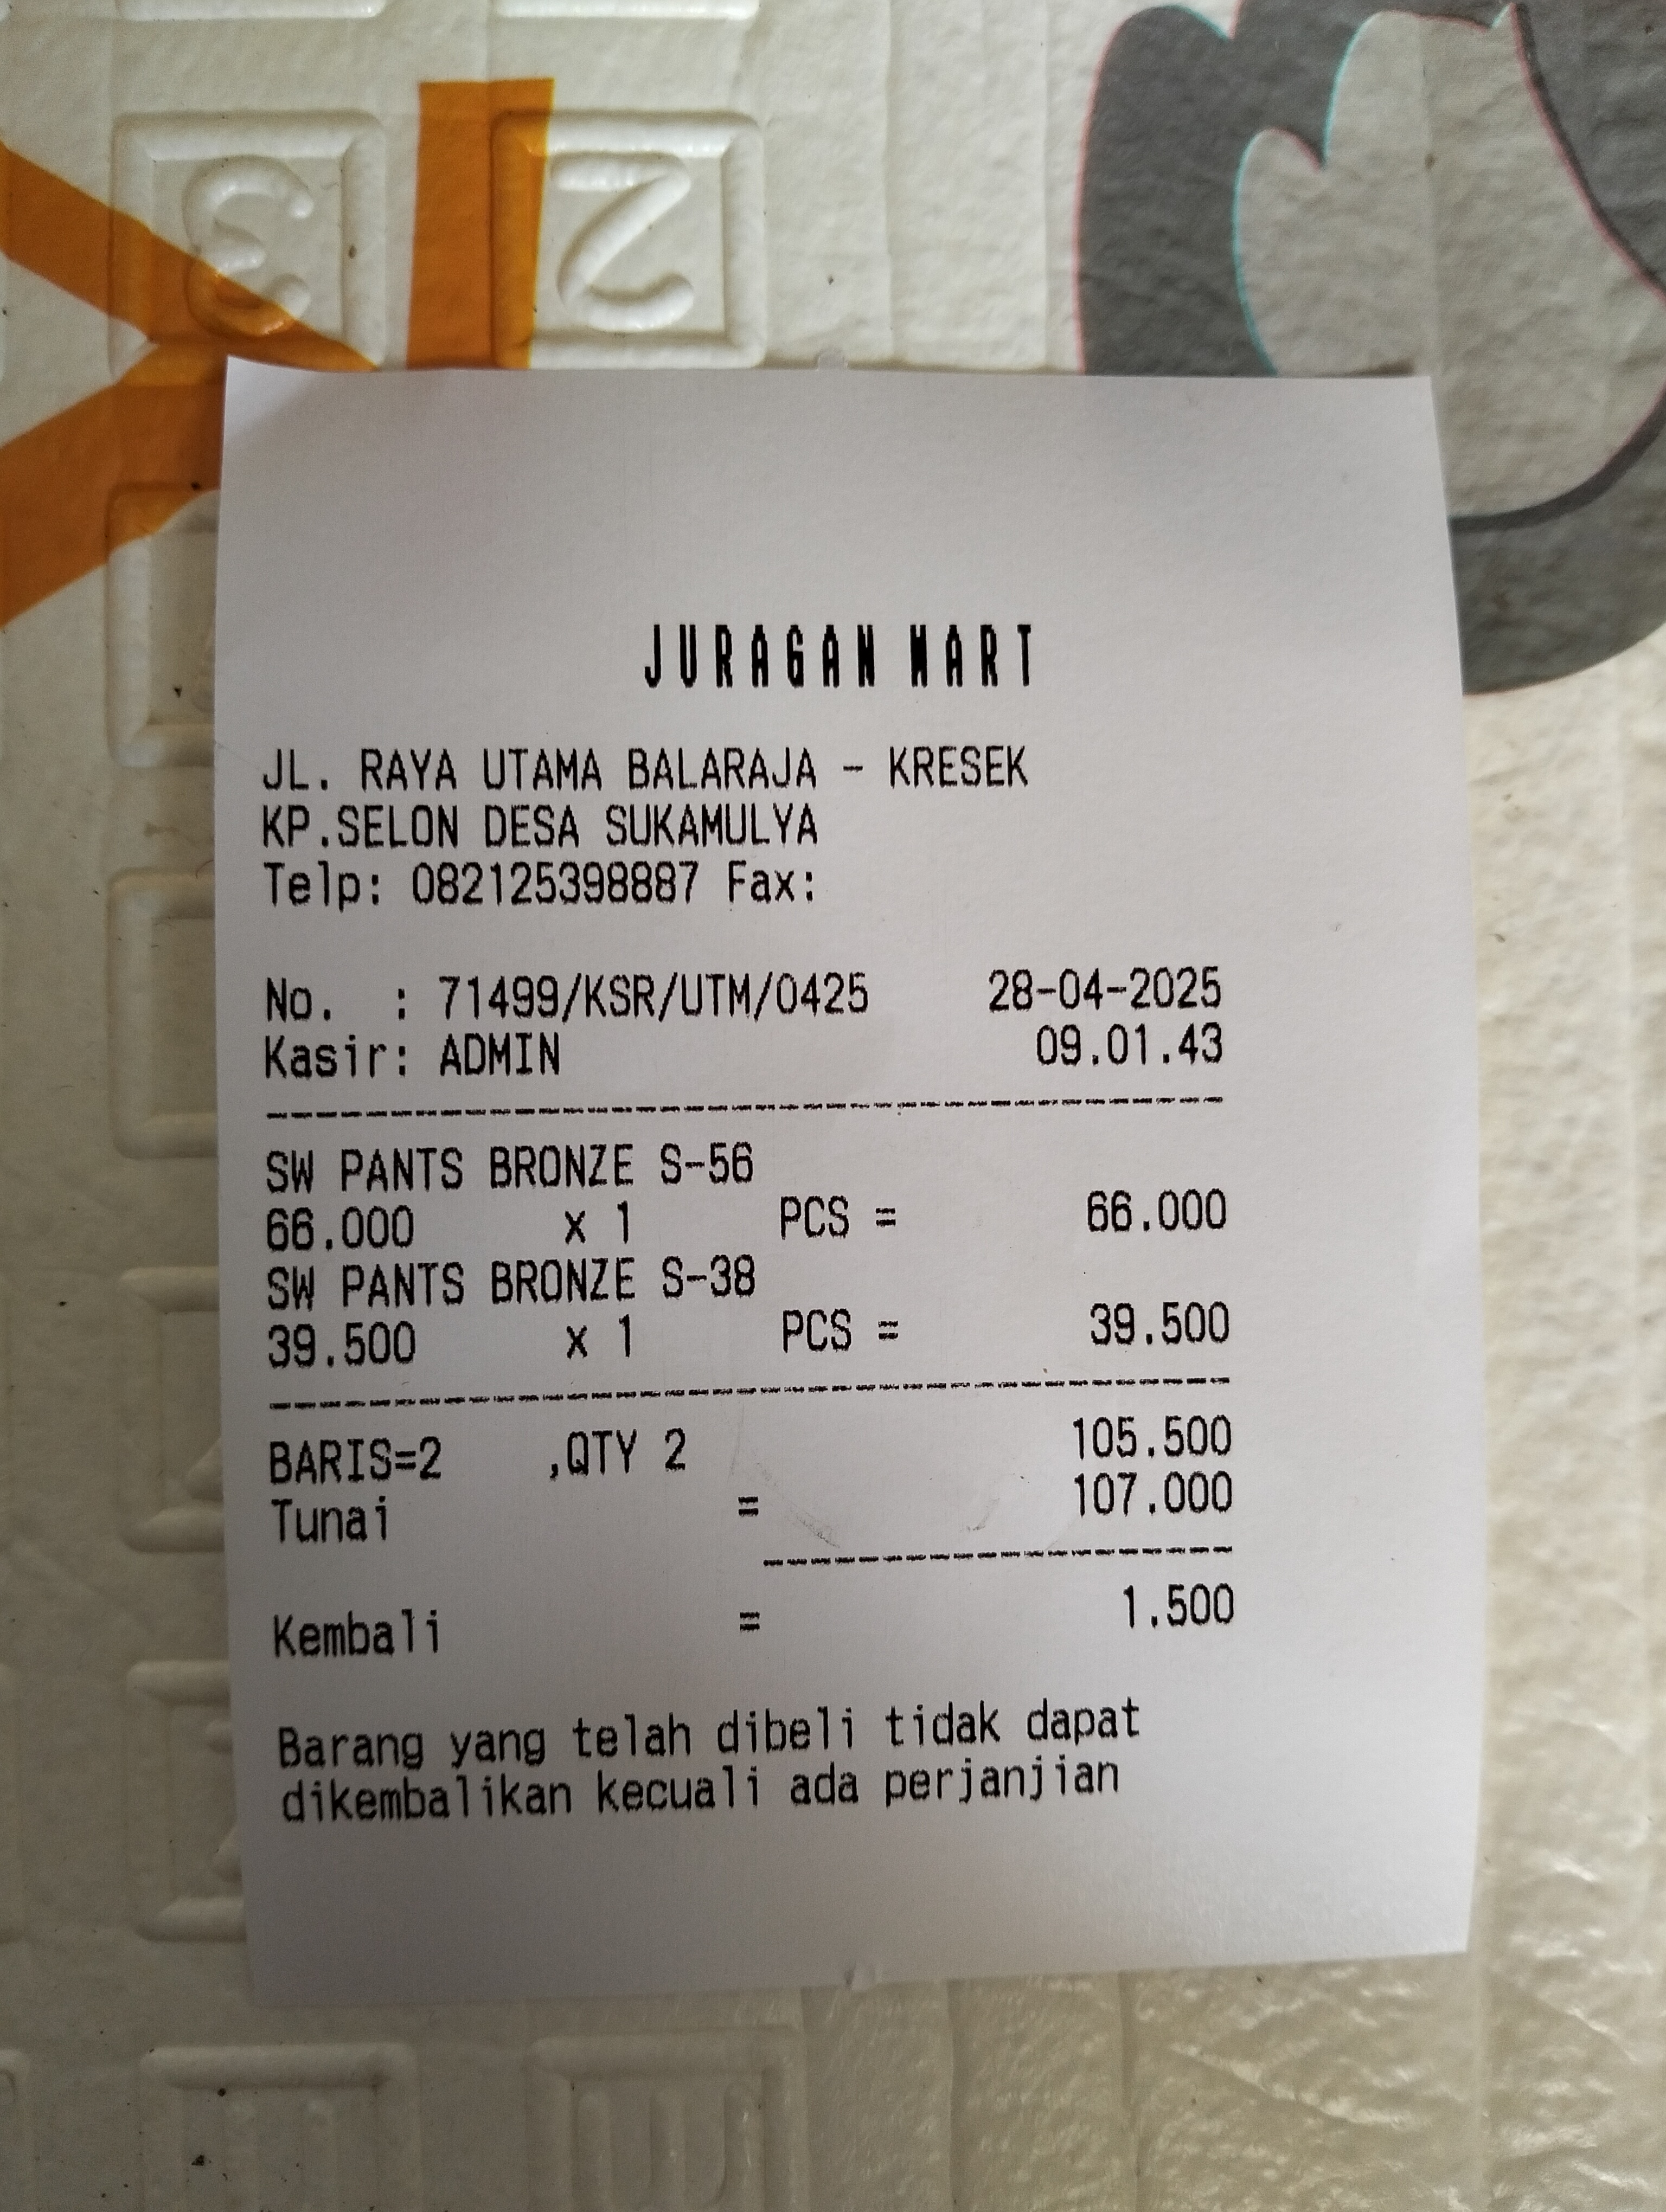 3
2
JURAGAN MART
JL. RAYA UTAMA BALARAJA - KRESEK
KP.SELON DESA SUKAMULYA
Telp: 082125398887 Fax:
No. : 71499/KSR/UTM/0425 28-04-2025
Kasir: ADMIN 09.01.43
SW PANTS BRONZE S-56
66.000 x 1 PCS = 66.000
SW PANTS BRONZE S-38
39.500 x 1 PCS = 39.500
BARIS=2 ,QTY 2 105.500
Tunai = 107.000
Kembali = 1.500
Barang yang telah dibeli tidak dapat
dikembalikan kecuali ada perjanjian